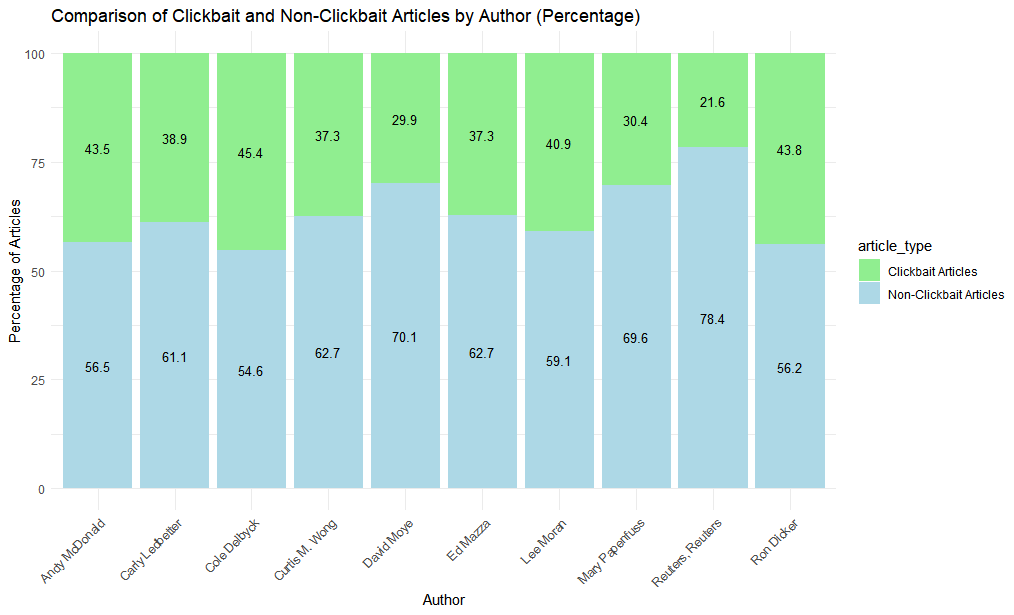 Comparison of Clickbait and Non-Clickbait Articles by Author (Percentage)
Percentage of Articles
100
75
50
25
0
43.5
38.9
45.4
37.3
29.9
37.3
40.9
30.4
21.6
43.8
56.5
61.1
54.6
62.7
70.1
62.7
59.1
69.6
78.4
56.2
Andy McDonald
Carly Ledbetter
Cole Delbyck
Curtis M. Wong
David Moye
Ed Mazza
Lee Moran
Mary Papenfuss
Reuters, Reuters
Ron Dicker
Author
article_type
Clickbait Articles
Non-Clickbait Articles